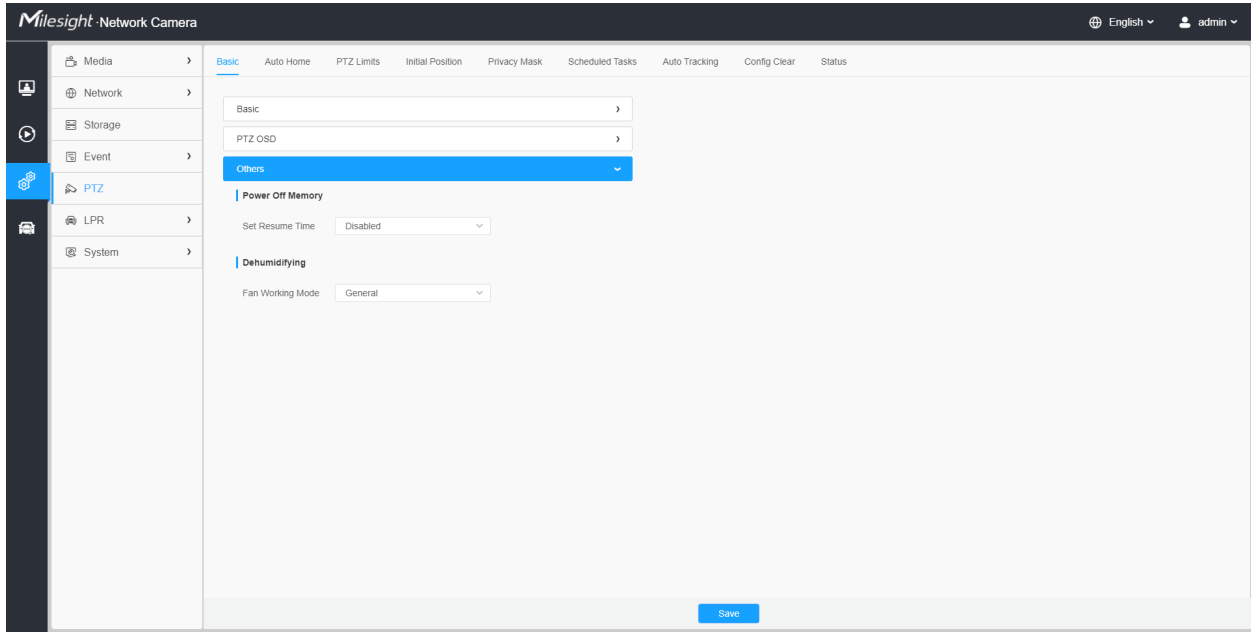 Milesight · Network Camera
English
admin
Media
Network
Storage
Event
PTZ
LPR
System
Basic Auto Home PTZ Limits Initial Position Privacy Mask Scheduled Tasks Auto Tracking Config Clear Status
Basic
PTZ OSD
Others
Power Off Memory
Set Resume Time Disabled
Dehumidifying
Fan Working Mode General
Save